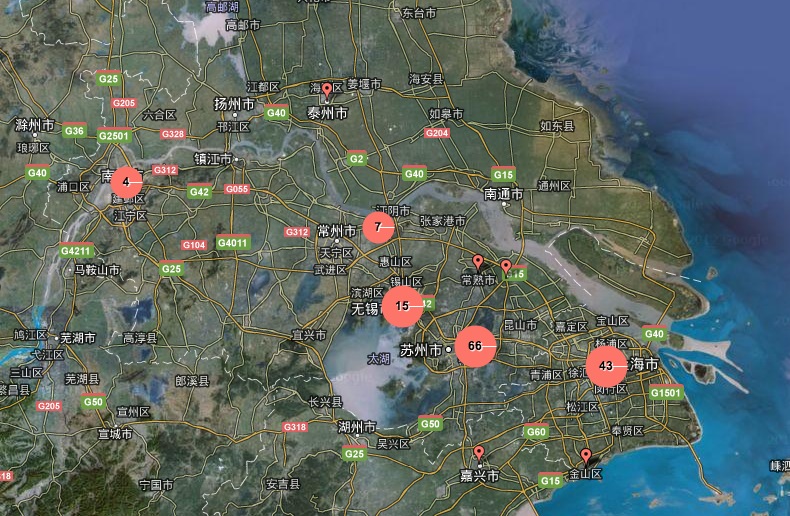 高邮湖
东台市
高邮市
G25
江都区
海
区
姜堰市
海安县
G205
六合区
扬州市
G40
泰州市
如皋市
滁州市
G36
G2501
G328
邗江区
G204
如东县
琅琊区
镇江市
G2
G40
浦口区
南
4
G312
G40
G15
通州区
G42
G055
南通市
江宁区
江阴市
张家港市
7
G4211
G104
G4011
G312
常州市
天宁区
惠山区
武进区
马鞍山市
G25
常熟市
锡山区
滨湖区
15
无锡
鸠江区
芜湖市
高淳县
宜兴市
昆山市
嘉定区
宝山区
G40
弋江区
66
苏州市
太湖
杨浦区
三山区
43
海市
芜湖县
郎溪县
青浦区
徐汇
闵行区
繁昌县
G205
G50
宣州区
长兴县
松江区
G1501
G318
湖州市
G50
G60
奉贤区
宣城市
吴兴区
G25
318
嵊泗
宁国市
安吉县
嘉兴市
G15
金山区